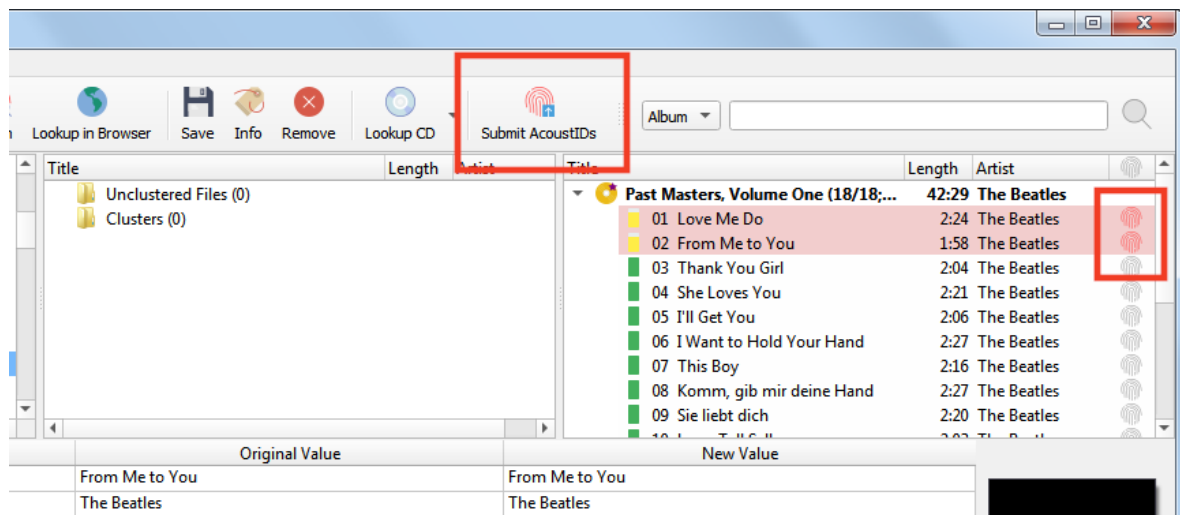 Lookup in Browser Save Info Remove Lookup CD Submit AcoustIDs Album
Title Length Artist
Unclustered Files (0)
Clusters (0)
Title Length Artist
Past Masters, Volume One (18/18;... 42:29 The Beatles
01 Love Me Do 2:24 The Beatles
02 From Me to You 1:58 The Beatles
03 Thank You Girl 2:04 The Beatles
04 She Loves You 2:21 The Beatles
05 I'll Get You 2:06 The Beatles
06 I Want to Hold Your Hand 2:27 The Beatles
07 This Boy 2:16 The Beatles
08 Komm, gib mir deine Hand 2:27 The Beatles
09 Sie liebt dich 2:20 The Beatles
Original Value New Value
From Me to You From Me to You
The Beatles The Beatles